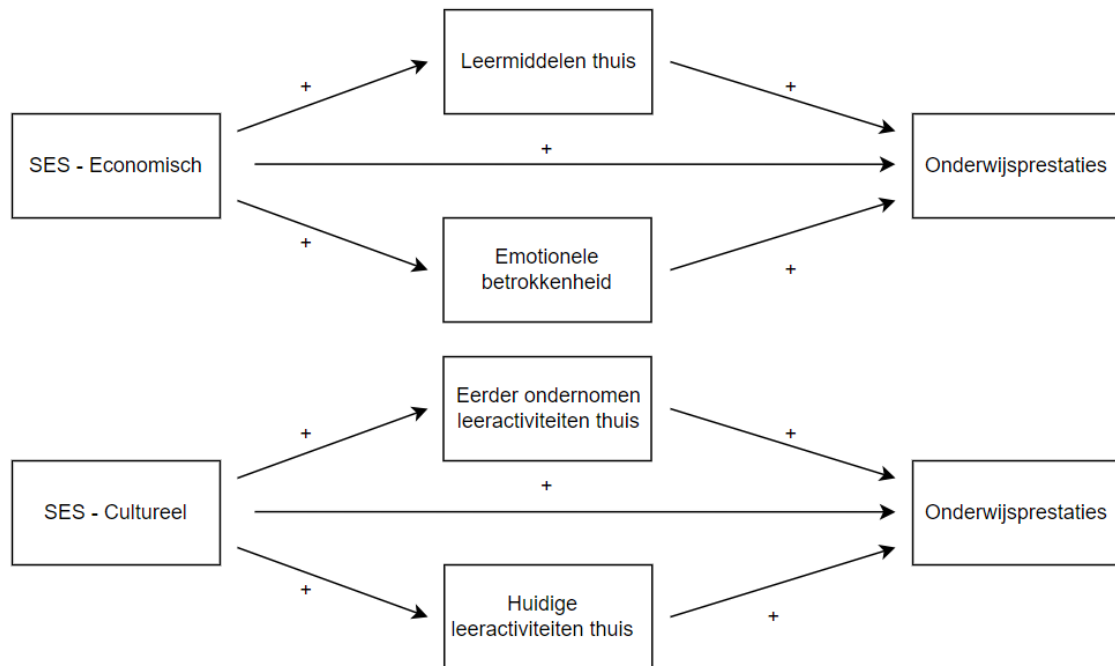 Leermiddelen thuis
+
+
SES - Economisch
+
Onderwijsprestaties
+
Emotionele
betrokkenheid
+
Eerder ondernomen
leeractiviteiten thuis
+
+
SES - Cultureel
+
Onderwijsprestaties
+
Huidige
leeractiviteiten thuis
+